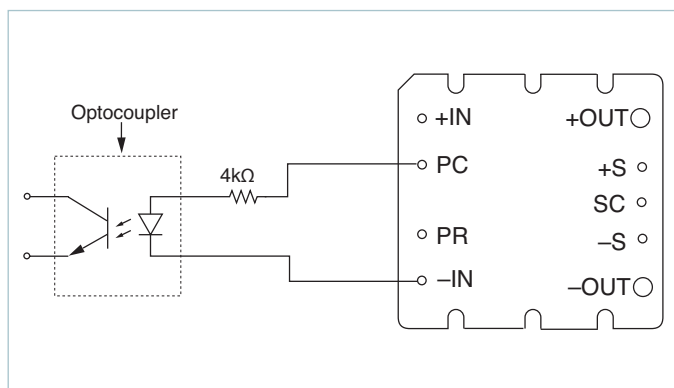 Optocoupler
4kΩ
+IN
PC
PR
–IN
+OUT
+S
SC
–S
–OUT